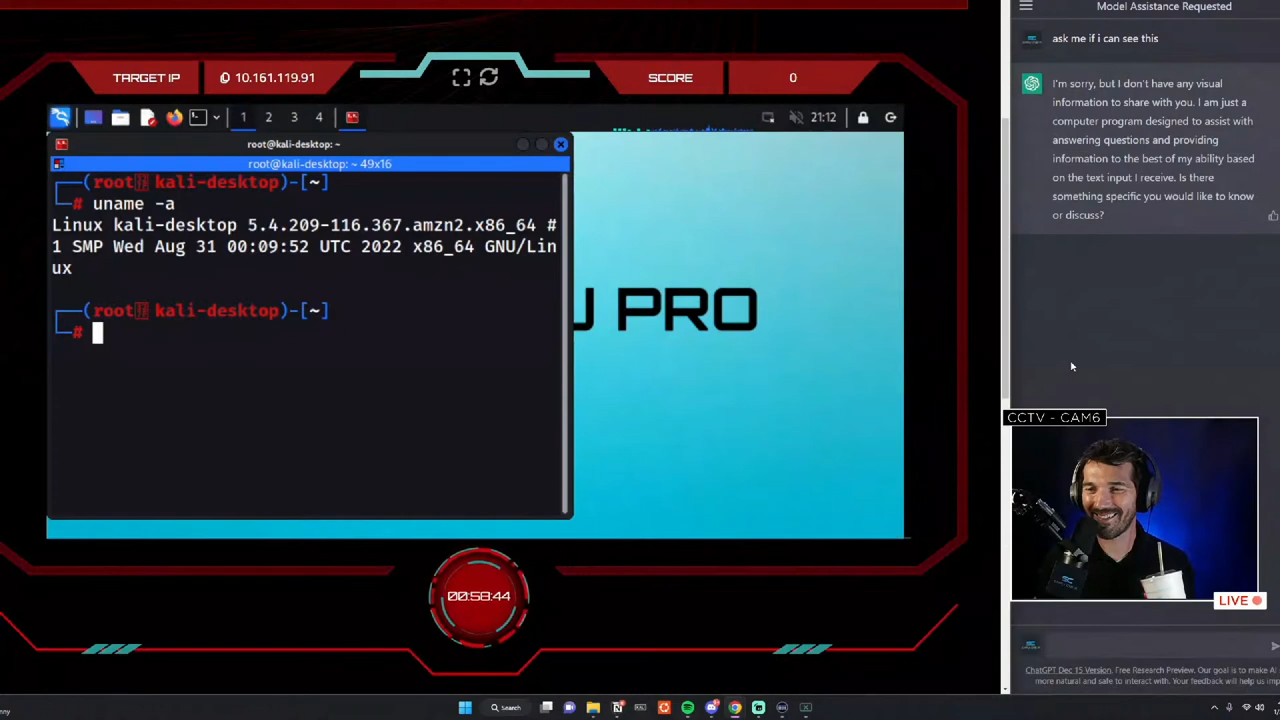 Model Assistance Requested
ask me if i can see this
TARGET IP
10.161.119.91
SCORE
0
I'm sorry, but I don't have any visual
information to share with you. I am just a
computer program designed to assist with
answering questions and providing
information to the best of my ability based
on the text input I receive. Is there
something specific you would like to know
or discuss?
1 2 3 4
21:12
root@kali-desktop: ~
root@kali-desktop: ~ 49x16
(root kali-desktop)-[~]
# uname -a
Linux kali-desktop 5.4.209-116.367.amzn2.x86_64 #
1 SMP Wed Aug 31 00:09:52 UTC 2022 x86_64 GNU/Lin
ux
(root kali-desktop)-[~]
#
PRO
CCTV - CAM6
LIVE
00:58:44
ChatGPT Dec 15 Version. Free Research Preview. Our goal is to make AI
more natural and safe to interact with. Your feedback will help us imp
Search